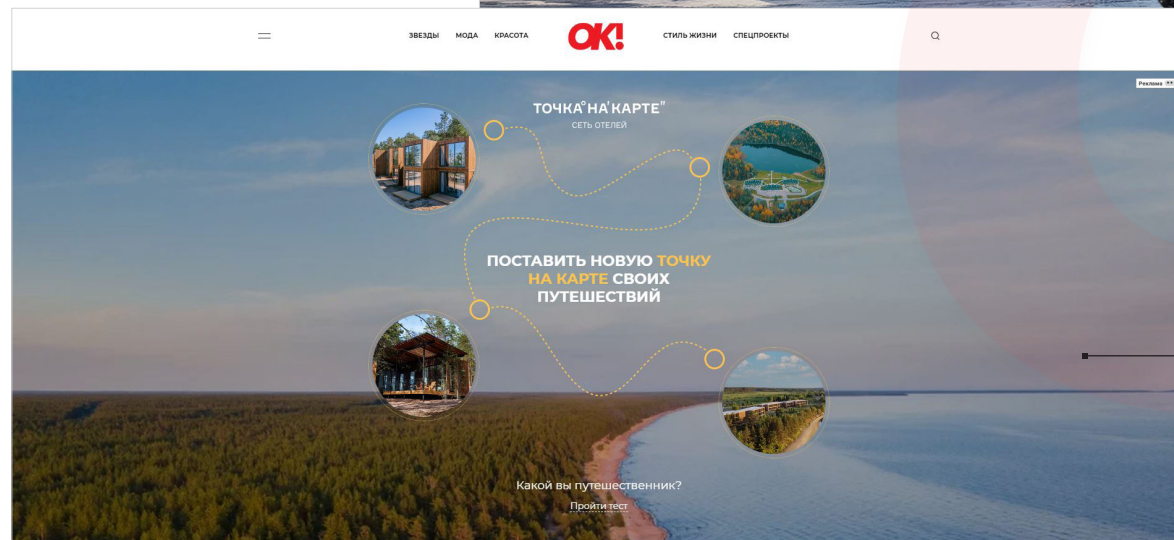 ЗВЕЗДЫ МОДА КРАСОТА OK! СТИЛЬ ЖИЗНИ СПЕЦПРОЕКТЫ
Реклама
ТОЧКА° НА' КАРТЕ"
СЕТЬ ОТЕЛЕЙ
ПОСТАВИТЬ НОВУЮ ТОЧКУ
НА КАРТЕ СВОИХ
ПУТЕШЕСТВИЙ
Какой вы путешественник?
Пройти тест